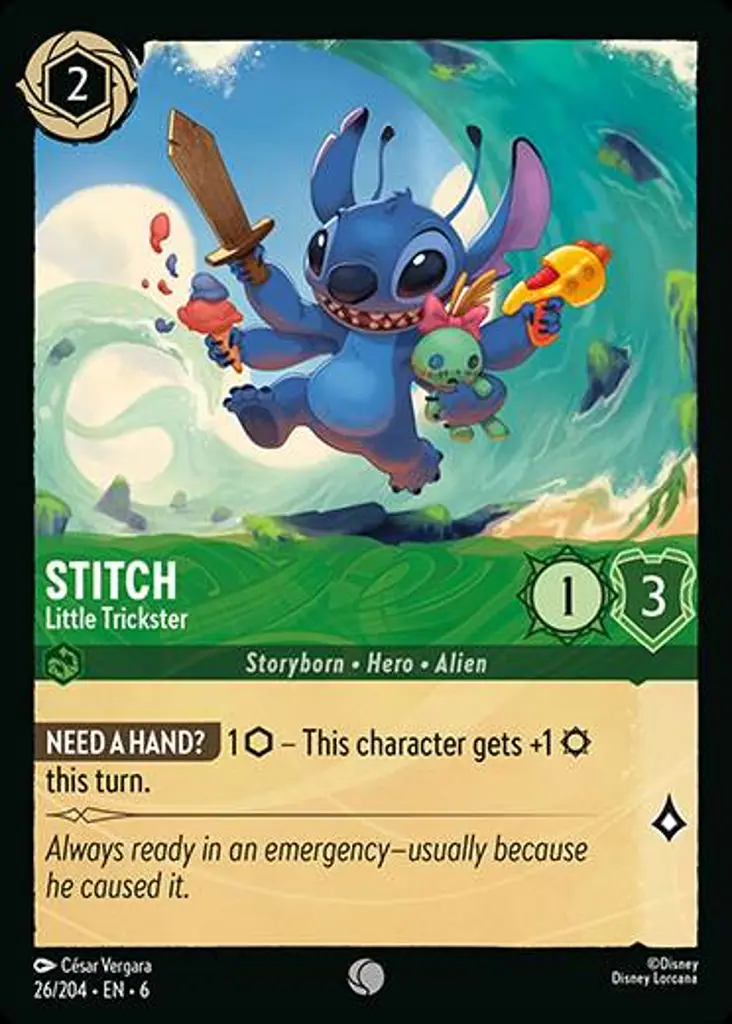 2
STITCH
Little Trickster
1
3
Storyborn • Hero • Alien
NEED A HAND? 1 ⬡ – This character gets +1 ¤
this turn.
Always ready in an emergency—usually because
he caused it.
César Vergara
26/204 • EN • 6
©Disney
Disney Lorcana